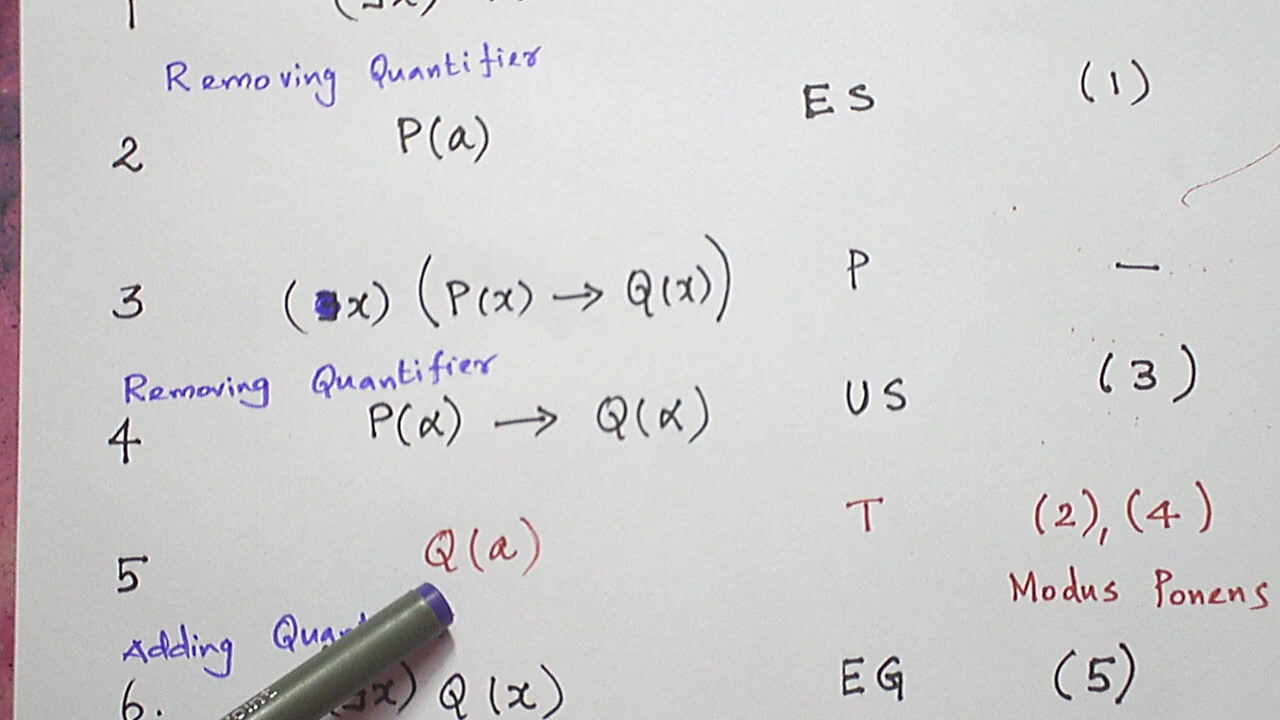 1
Removing Quantifier
2 P(a) ES (1)
3 (x) (P(x) → Q(x)) P —
Removing Quantifier
4 P(α) → Q(α) US (3)
5 Q(a) T (2), (4)
Modus Ponens
Adding
6. Q(x) EG (5)